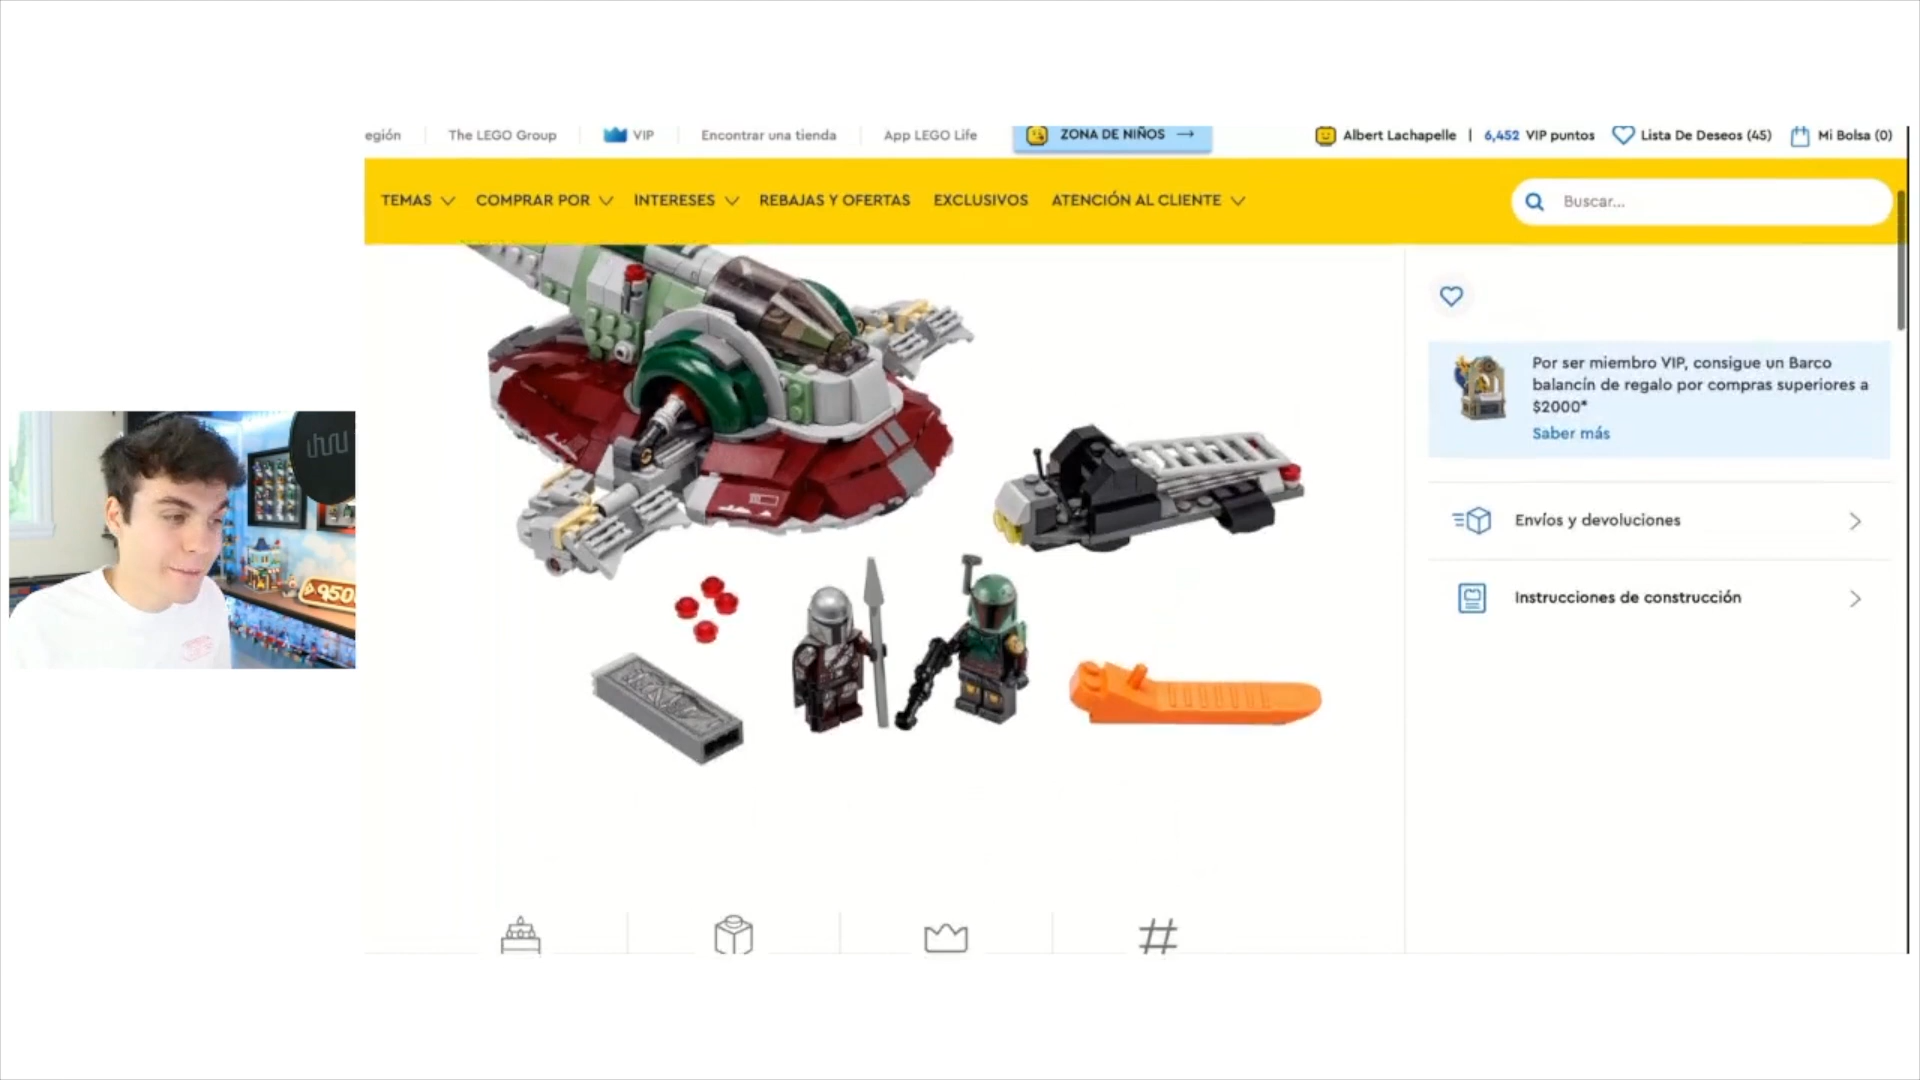 egión
The LEGO Group
VIP
Encontrar una tienda
App LEGO Life
ZONA DE NIÑOS →
Albert Lachapelle | 6,452 VIP puntos
Lista De Deseos (45)
Mi Bolsa (0)
TEMAS
COMPRAR POR
INTERESES
REBAJAS Y OFERTAS
EXCLUSIVOS
ATENCIÓN AL CLIENTE
Buscar...
Por ser miembro VIP, consigue un Barco
balancín de regalo por compras superiores a
$2000*
Saber más
Envíos y devoluciones
Instrucciones de construcción
950
#